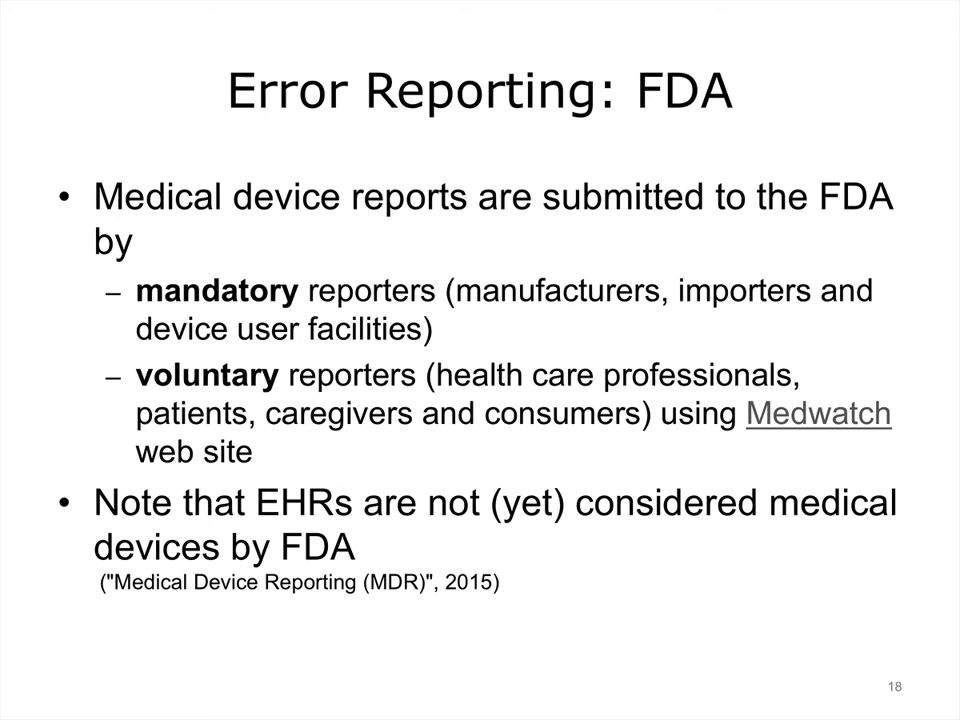 Error Reporting: FDA
• Medical device reports are submitted to the FDA
by
– mandatory reporters (manufacturers, importers and
device user facilities)
– voluntary reporters (health care professionals,
patients, caregivers and consumers) using Medwatch
web site
• Note that EHRs are not (yet) considered medical
devices by FDA
("Medical Device Reporting (MDR)", 2015)
18